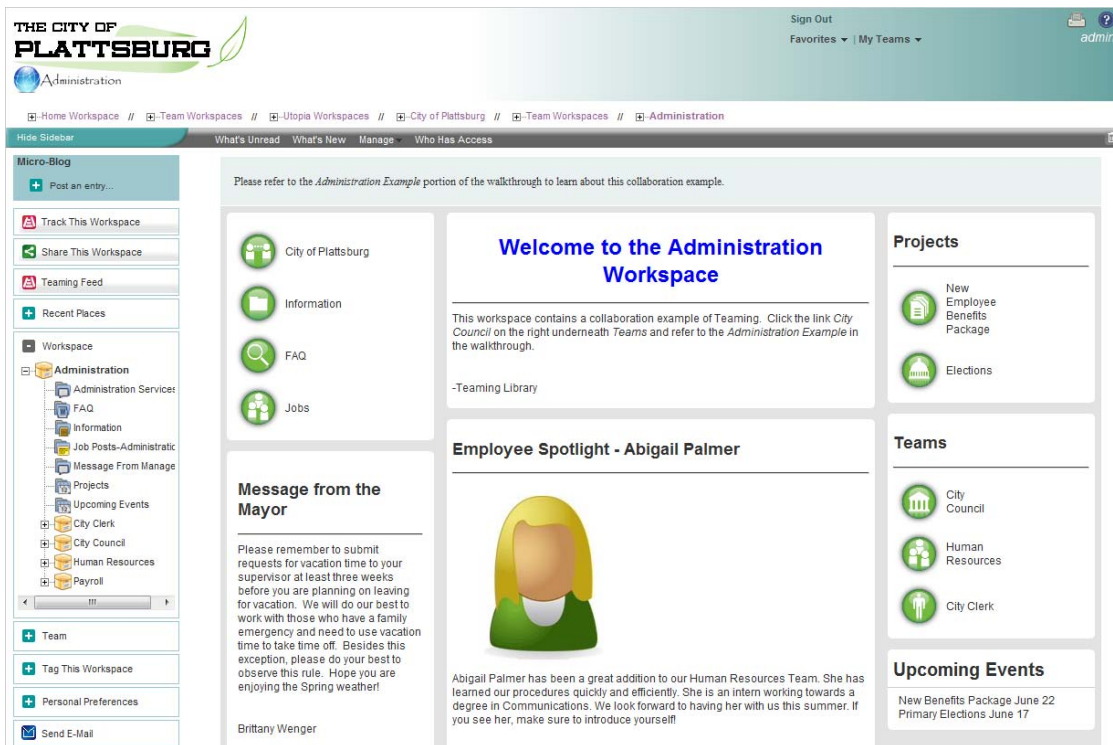 THE CITY OF
PLATTSBURG
Administration
Sign Out
Favorites | My Teams
admin
Home Workspace // Team Workspaces // Utopia Workspaces // City of Plattsburg // Team Workspaces // Administration
Hide Sidebar
What's Unread What's New Manage Who Has Access
Micro-Blog
Post an entry...
Track This Workspace
Share This Workspace
Teaming Feed
Recent Places
Workspace
Administration
Administration Services
FAQ
Information
Job Posts-Administratic
Message From Manage
Projects
Upcoming Events
City Clerk
City Council
Human Resources
Payroll
Team
Tag This Workspace
Personal Preferences
Send E-Mail
Please refer to the Administration Example portion of the walkthrough to learn about this collaboration example.
City of Plattsburg
Information
FAQ
Jobs
Message from the
Mayor
Please remember to submit
requests for vacation time to your
supervisor at least three weeks
before you are planning on leaving
for vacation. We will do our best to
work with those who have a family
emergency and need to use vacation
time to take time off. Besides this
exception, please do your best to
observe this rule. Hope you are
enjoying the Spring weather!
Brittany Wenger
Welcome to the Administration
Workspace
This workspace contains a collaboration example of Teaming. Click the link City
Council on the right underneath Teams and refer to the Administration Example in
the walkthrough.
-Teaming Library
Employee Spotlight - Abigail Palmer
Abigail Palmer has been a great addition to our Human Resources Team. She has
learned our procedures quickly and efficiently. She is an intern working towards a
degree in Communications. We look forward to having her with us this summer. If
you see her, make sure to introduce yourself!
Projects
New
Employee
Benefits
Package
Elections
Teams
City
Council
Human
Resources
City Clerk
Upcoming Events
New Benefits Package June 22
Primary Elections June 17